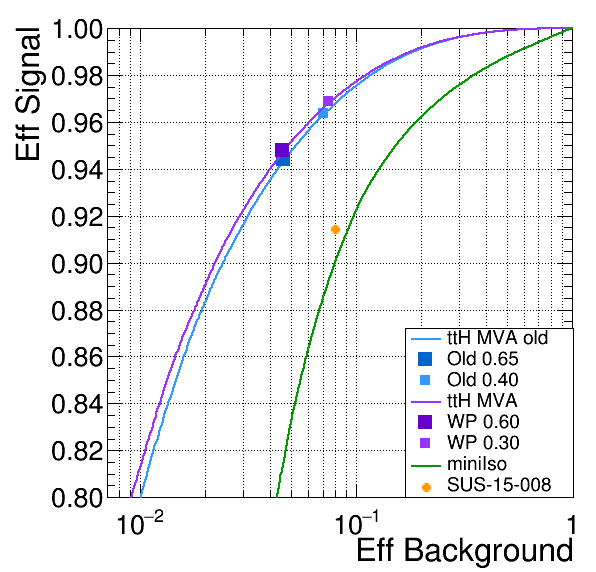 Eff Signal
1.00
0.98
0.96
0.94
0.92
0.90
0.88
0.86
0.84
0.82
0.80
ttH MVA old
Old 0.65
Old 0.40
ttH MVA
WP 0.60
WP 0.30
miniIso
SUS-15-008
10⁻² 10⁻¹ 1
Eff Background